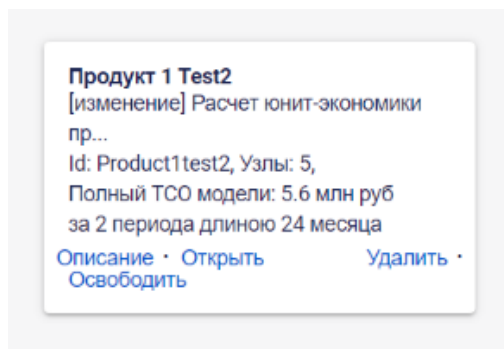 Продукт 1 Test2
[изменение] Расчет юнит-экономики
пр...
Id: Product1test2, Узлы: 5,
Полный TCO модели: 5.6 млн руб
за 2 периода длиною 24 месяца
Описание · Открыть Удалить ·
Освободить